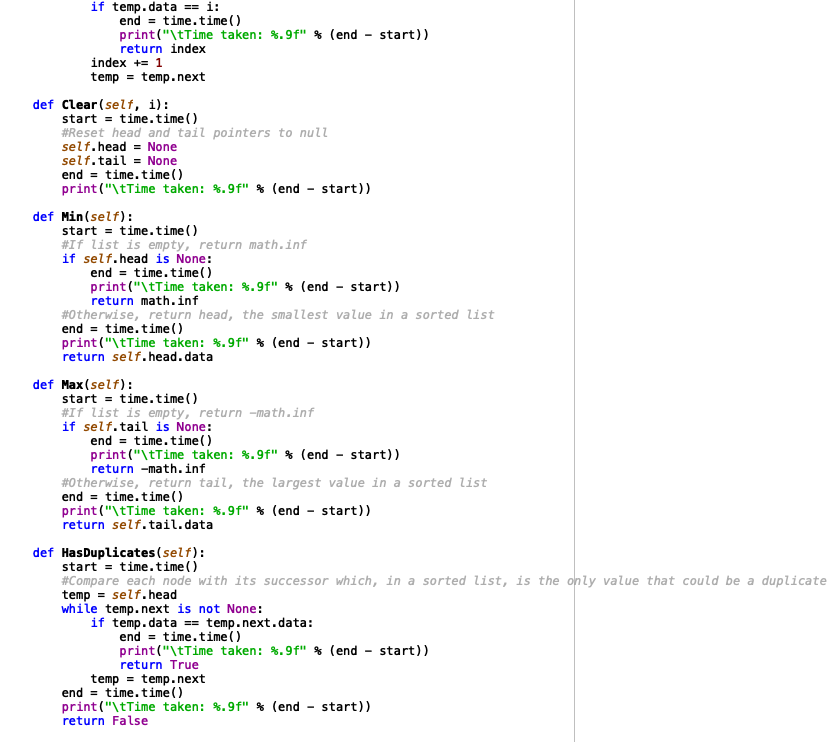 if temp.data == i:
                end = time.time()
                print("\tTime taken: %.9f" % (end - start))
                return index
            index += 1
            temp = temp.next

    def Clear(self, i):
        start = time.time()
        #Reset head and tail pointers to null
        self.head = None
        self.tail = None
        end = time.time()
        print("\tTime taken: %.9f" % (end - start))

    def Min(self):
        start = time.time()
        #If list is empty, return math.inf
        if self.head is None:
            end = time.time()
            print("\tTime taken: %.9f" % (end - start))
            return math.inf
        #Otherwise, return head, the smallest value in a sorted list
        end = time.time()
        print("\tTime taken: %.9f" % (end - start))
        return self.head.data

    def Max(self):
        start = time.time()
        #If list is empty, return -math.inf
        if self.tail is None:
            end = time.time()
            print("\tTime taken: %.9f" % (end - start))
            return -math.inf
        #Otherwise, return tail, the largest value in a sorted list
        end = time.time()
        print("\tTime taken: %.9f" % (end - start))
        return self.tail.data

    def HasDuplicates(self):
        start = time.time()
        #Compare each node with its successor which, in a sorted list, is the only value that could be a duplicate
        temp = self.head
        while temp.next is not None:
            if temp.data == temp.next.data:
                end = time.time()
                print("\tTime taken: %.9f" % (end - start))
                return True
            temp = temp.next
        end = time.time()
        print("\tTime taken: %.9f" % (end - start))
        return False